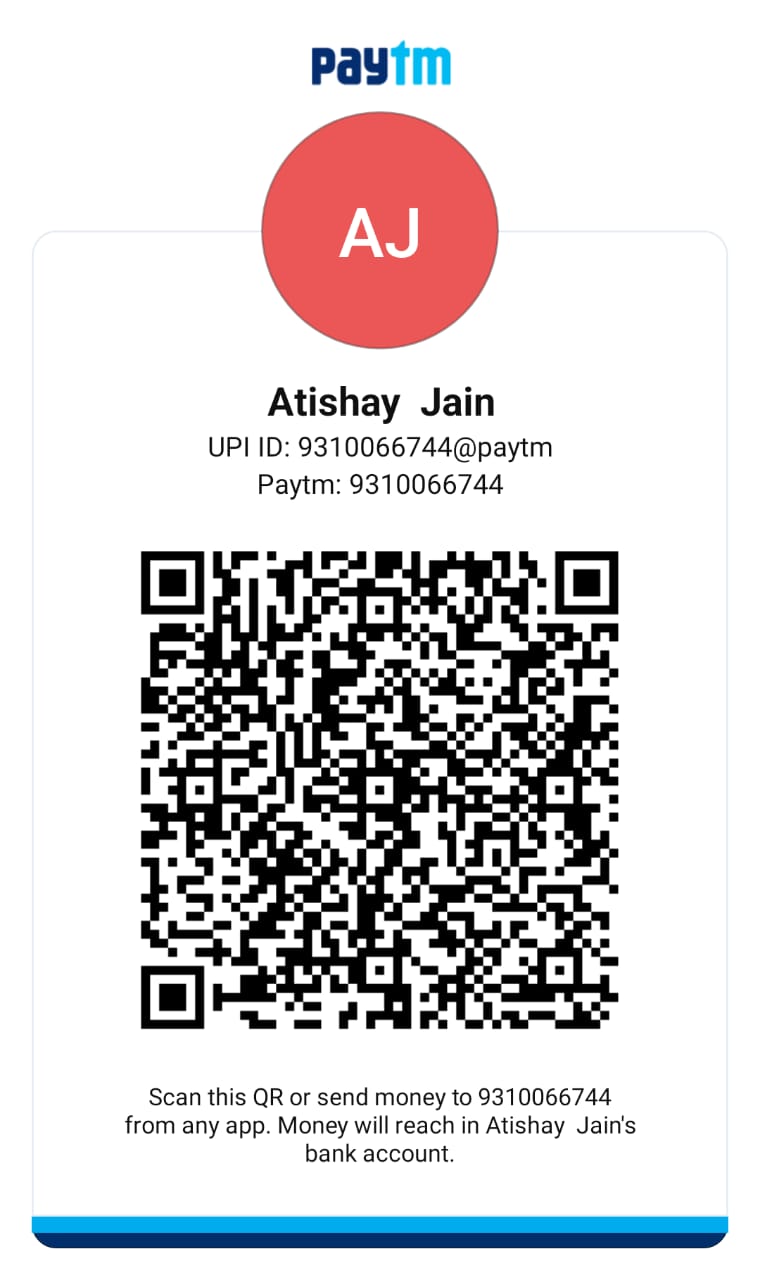 paytm
AJ
Atishay Jain
UPI ID: 9310066744@paytm
Paytm: 9310066744
Scan this QR or send money to 9310066744
from any app. Money will reach in Atishay Jain's
bank account.